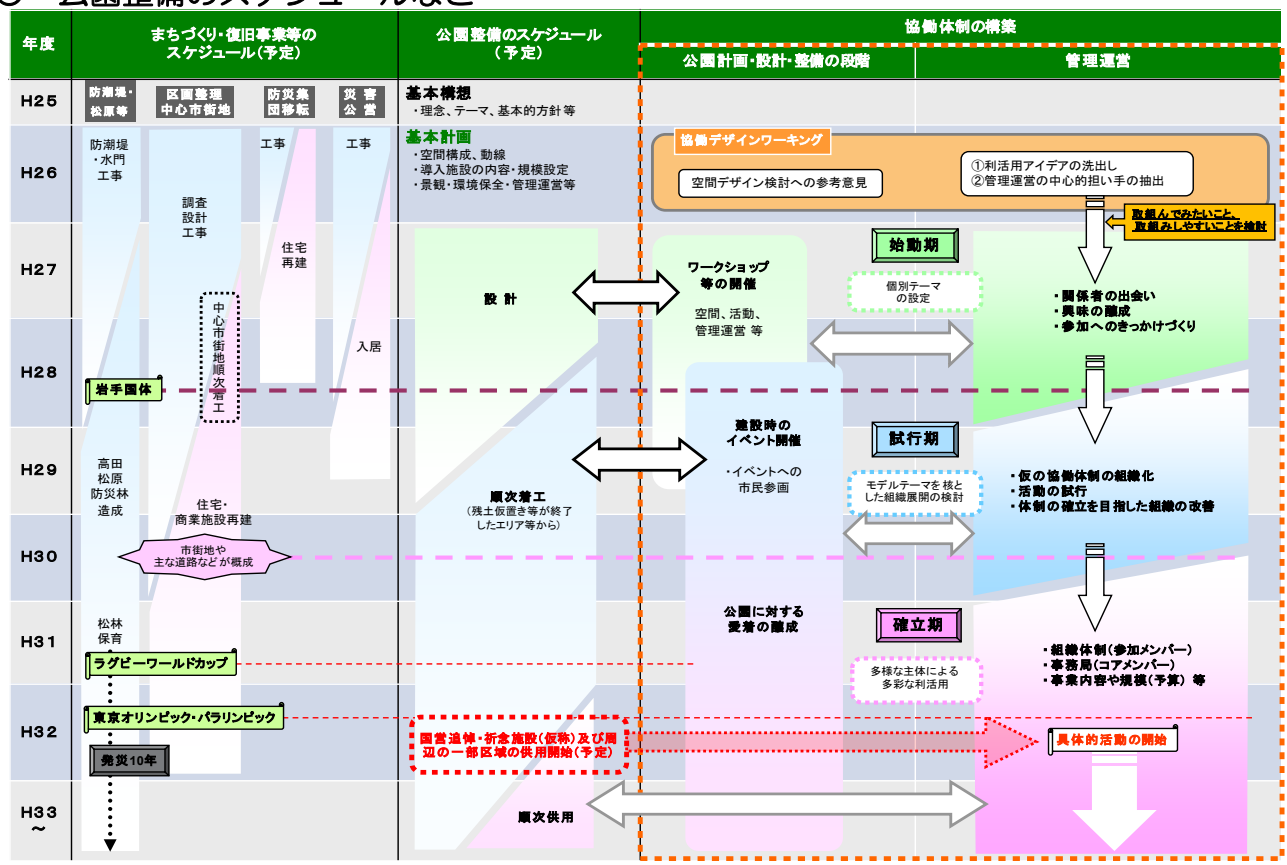 公園整備のスケジュールなど
年度
まちづくり・復旧事業等の
スケジュール(予定)
公園整備のスケジュール
(予定)
協働体制の構築
公園計画・設計・整備の段階
管理運営
H25
防潮堤・
松原等
区画整理
中心市街地
防災集
団移転
災害
公営
基本構想
・理念、テーマ、基本的方針等
H26
防潮堤
・水門
工事
調査
設計
工事
工事
工事
基本計画
・空間構成、動線
・導入施設の内容・規模設定
・景観・環境保全・管理運営等
協働デザインワーキング
空間デザイン検討への参考意見
①利活用アイデアの洗出し
②管理運営の中心的担い手の抽出
取組んでみたいこと、
取組みしやすいことを検討
H27
住宅
再建
設計
ワークショップ
等の開催
空間、活動、
管理運営 等
始動期
個別テーマ
の設定
・関係者の出会い
・興味の醸成
・参加へのきっかけづくり
H28
中心市街地順次着工
入居
岩手国体
H29
高田
松原
防災林
造成
住宅・
商業施設再建
順次着工
(残土仮置き等が終了
したエリア等から)
建設時の
イベント開催
・イベントへの
市民参画
試行期
モデルテーマを核と
した組織展開の検討
・仮の協働体制の組織化
・活動の試行
・体制の確立を目指した組織の改善
H30
市街地や
主な道路などが概成
H31
松林
保育
ラグビーワールドカップ
公園に対する
愛着の醸成
確立期
多様な主体による
多彩な利活用
・組織体制(参加メンバー)
・事務局(コアメンバー)
・事業内容や規模(予算) 等
H32
東京オリンピック・パラリンピック
発災10年
国営追悼・祈念施設(仮称)及び周
辺の一部区域の供用開始(予定)
具体的活動の開始
H33
~
順次供用